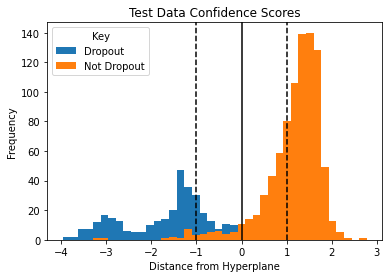 Test Data Confidence Scores
Key
Dropout
Not Dropout
Frequency
140
120
100
80
60
40
20
0
−4
−3
−2
−1
0
1
2
3
Distance from Hyperplane